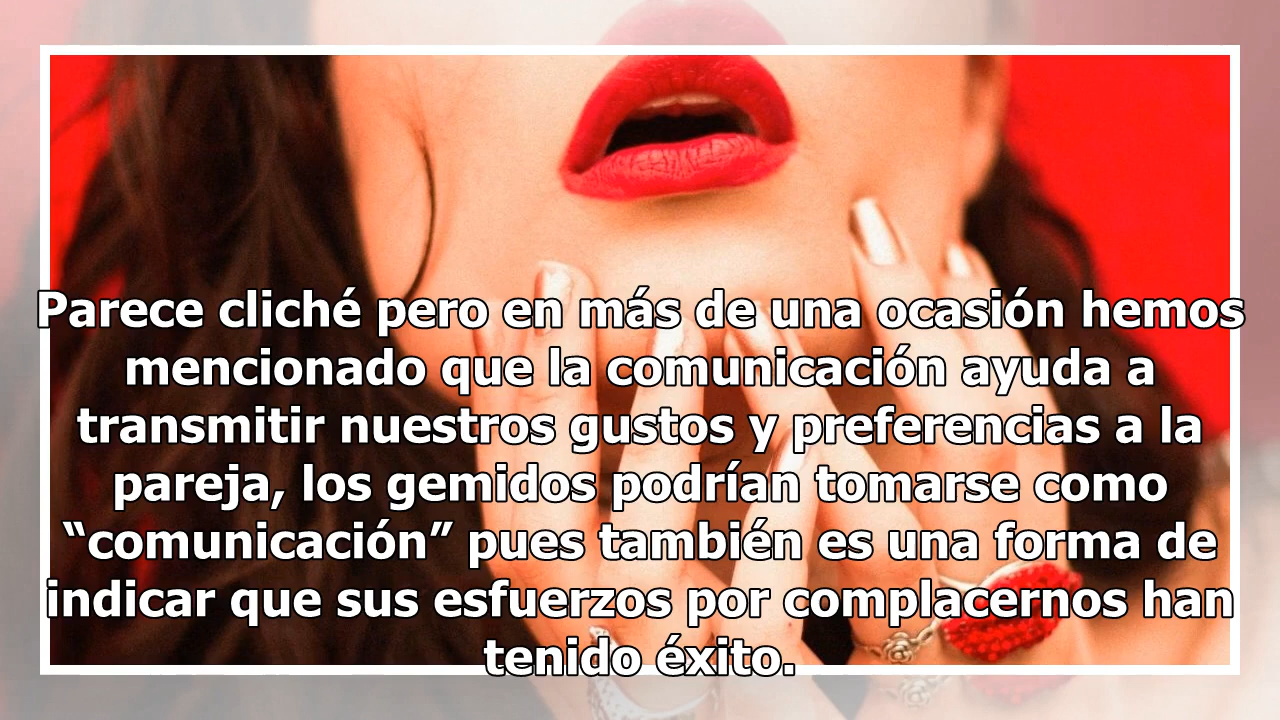 Parece cliché pero en más de una ocasión hemos
mencionado que la comunicación ayuda a
transmitir nuestros gustos y preferencias a la
pareja, los gemidos podrían tomarse como
“comunicación” pues también es una forma de
indicar que sus esfuerzos por complacernos han
tenido éxito.